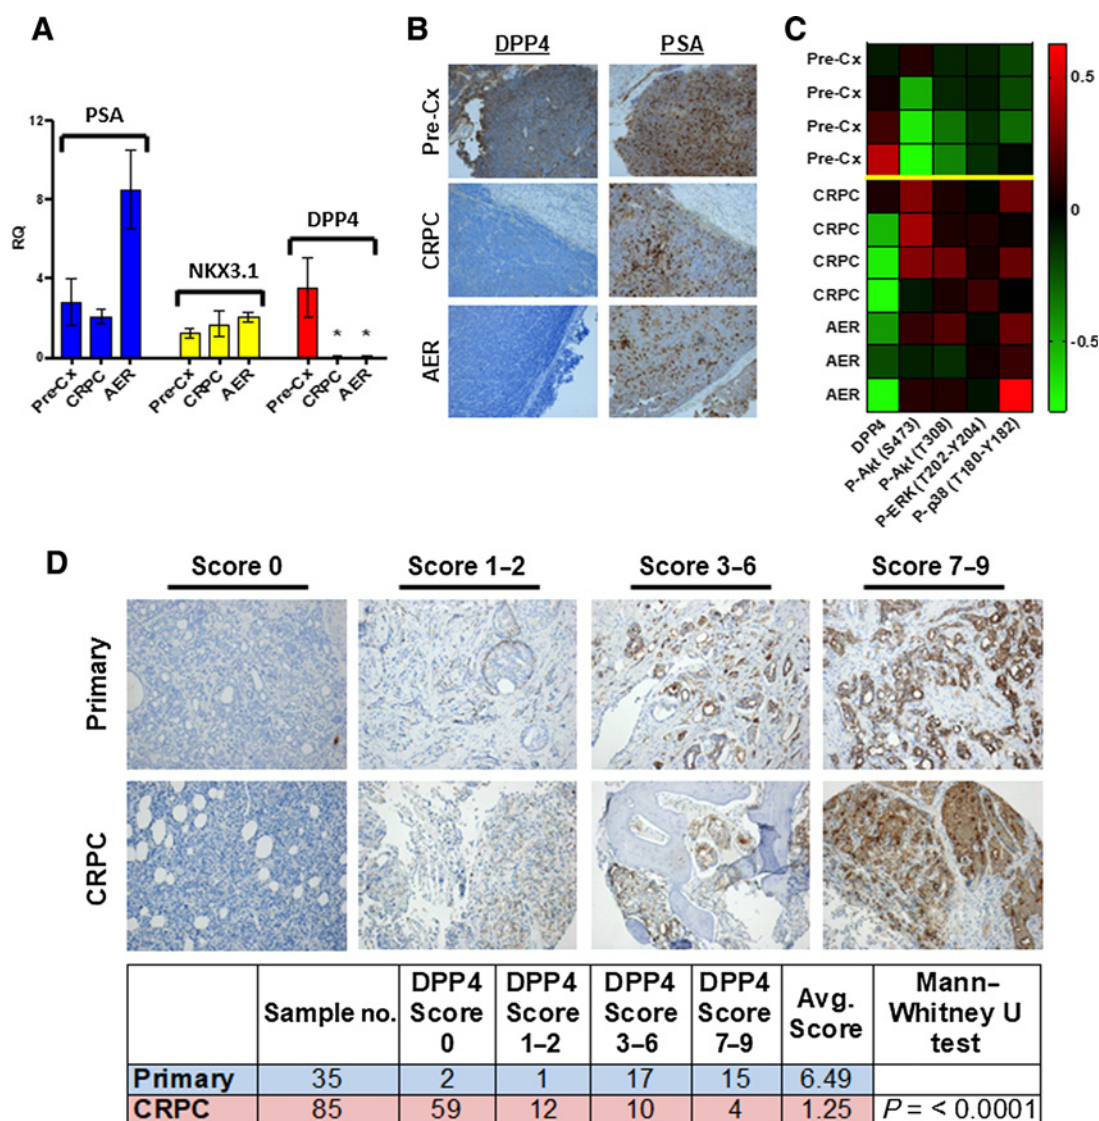 A
PSA
NKX3.1
DPP4
RQ
12
8
4
0
*
*
Pre-Cx
CRPC
AER
Pre-Cx
CRPC
AER
Pre-Cx
CRPC
AER
B
DPP4 PSA
Pre-Cx
CRPC
AER
C
Pre-Cx
Pre-Cx
Pre-Cx
Pre-Cx
CRPC
CRPC
CRPC
CRPC
AER
AER
AER
0.5
0
-0.5
DPP4
P-Akt (S473)
P-Akt (T308)
P-ERK (T202-Y204)
P-p38 (T180-Y182)
D
Score 0 Score 1–2 Score 3–6 Score 7–9
Primary
CRPC
Sample no.
DPP4 Score 0
DPP4 Score 1–2
DPP4 Score 3–6
DPP4 Score 7–9
Avg. Score
Mann–Whitney U test
Primary 35 2 1 17 15 6.49
CRPC 85 59 12 10 4 1.25 P = < 0.0001